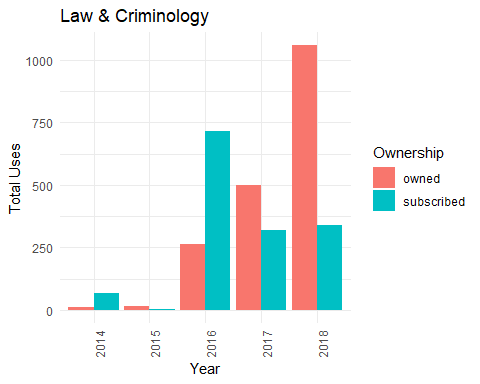 Law & Criminology
1000
750
500
250
0
Total Uses
2014
2015
2016
2017
2018
Year
Ownership
owned
subscribed